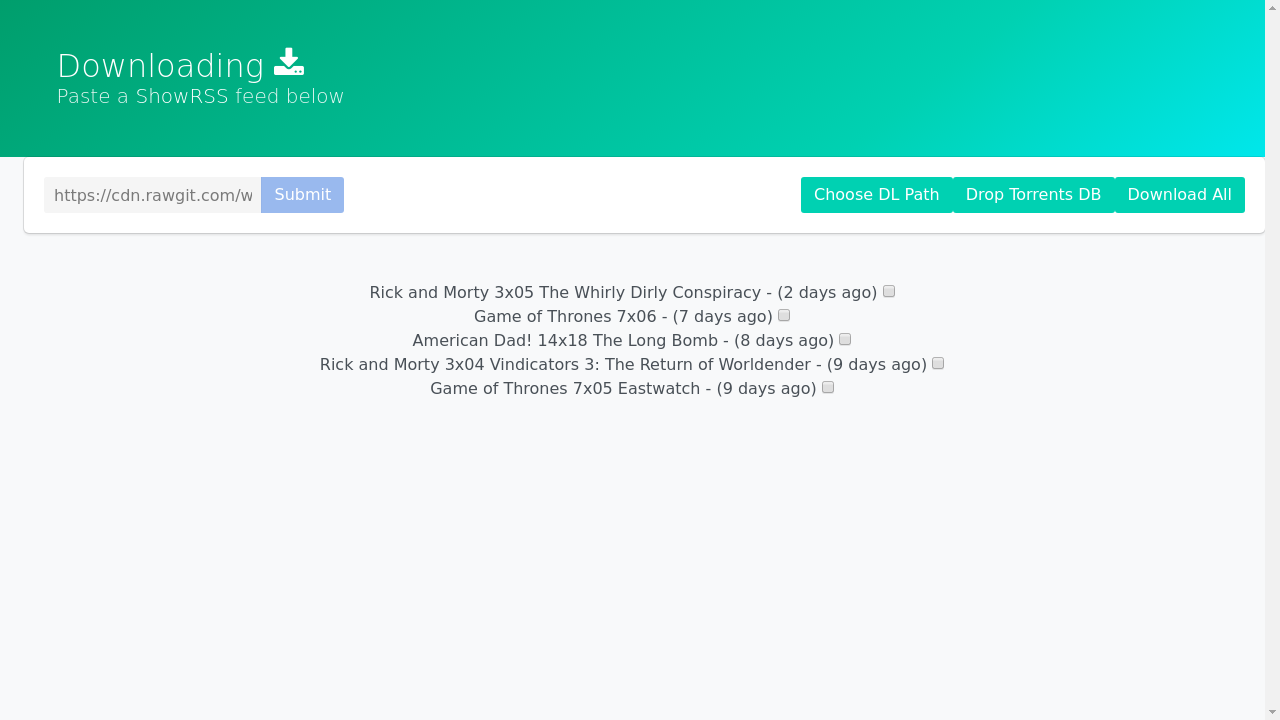 Downloading
Paste a ShowRSS feed below
https://cdn.rawgit.com/w Submit Choose DL Path Drop Torrents DB Download All
Rick and Morty 3x05 The Whirly Dirly Conspiracy - (2 days ago)
Game of Thrones 7x06 - (7 days ago)
American Dad! 14x18 The Long Bomb - (8 days ago)
Rick and Morty 3x04 Vindicators 3: The Return of Worldender - (9 days ago)
Game of Thrones 7x05 Eastwatch - (9 days ago)